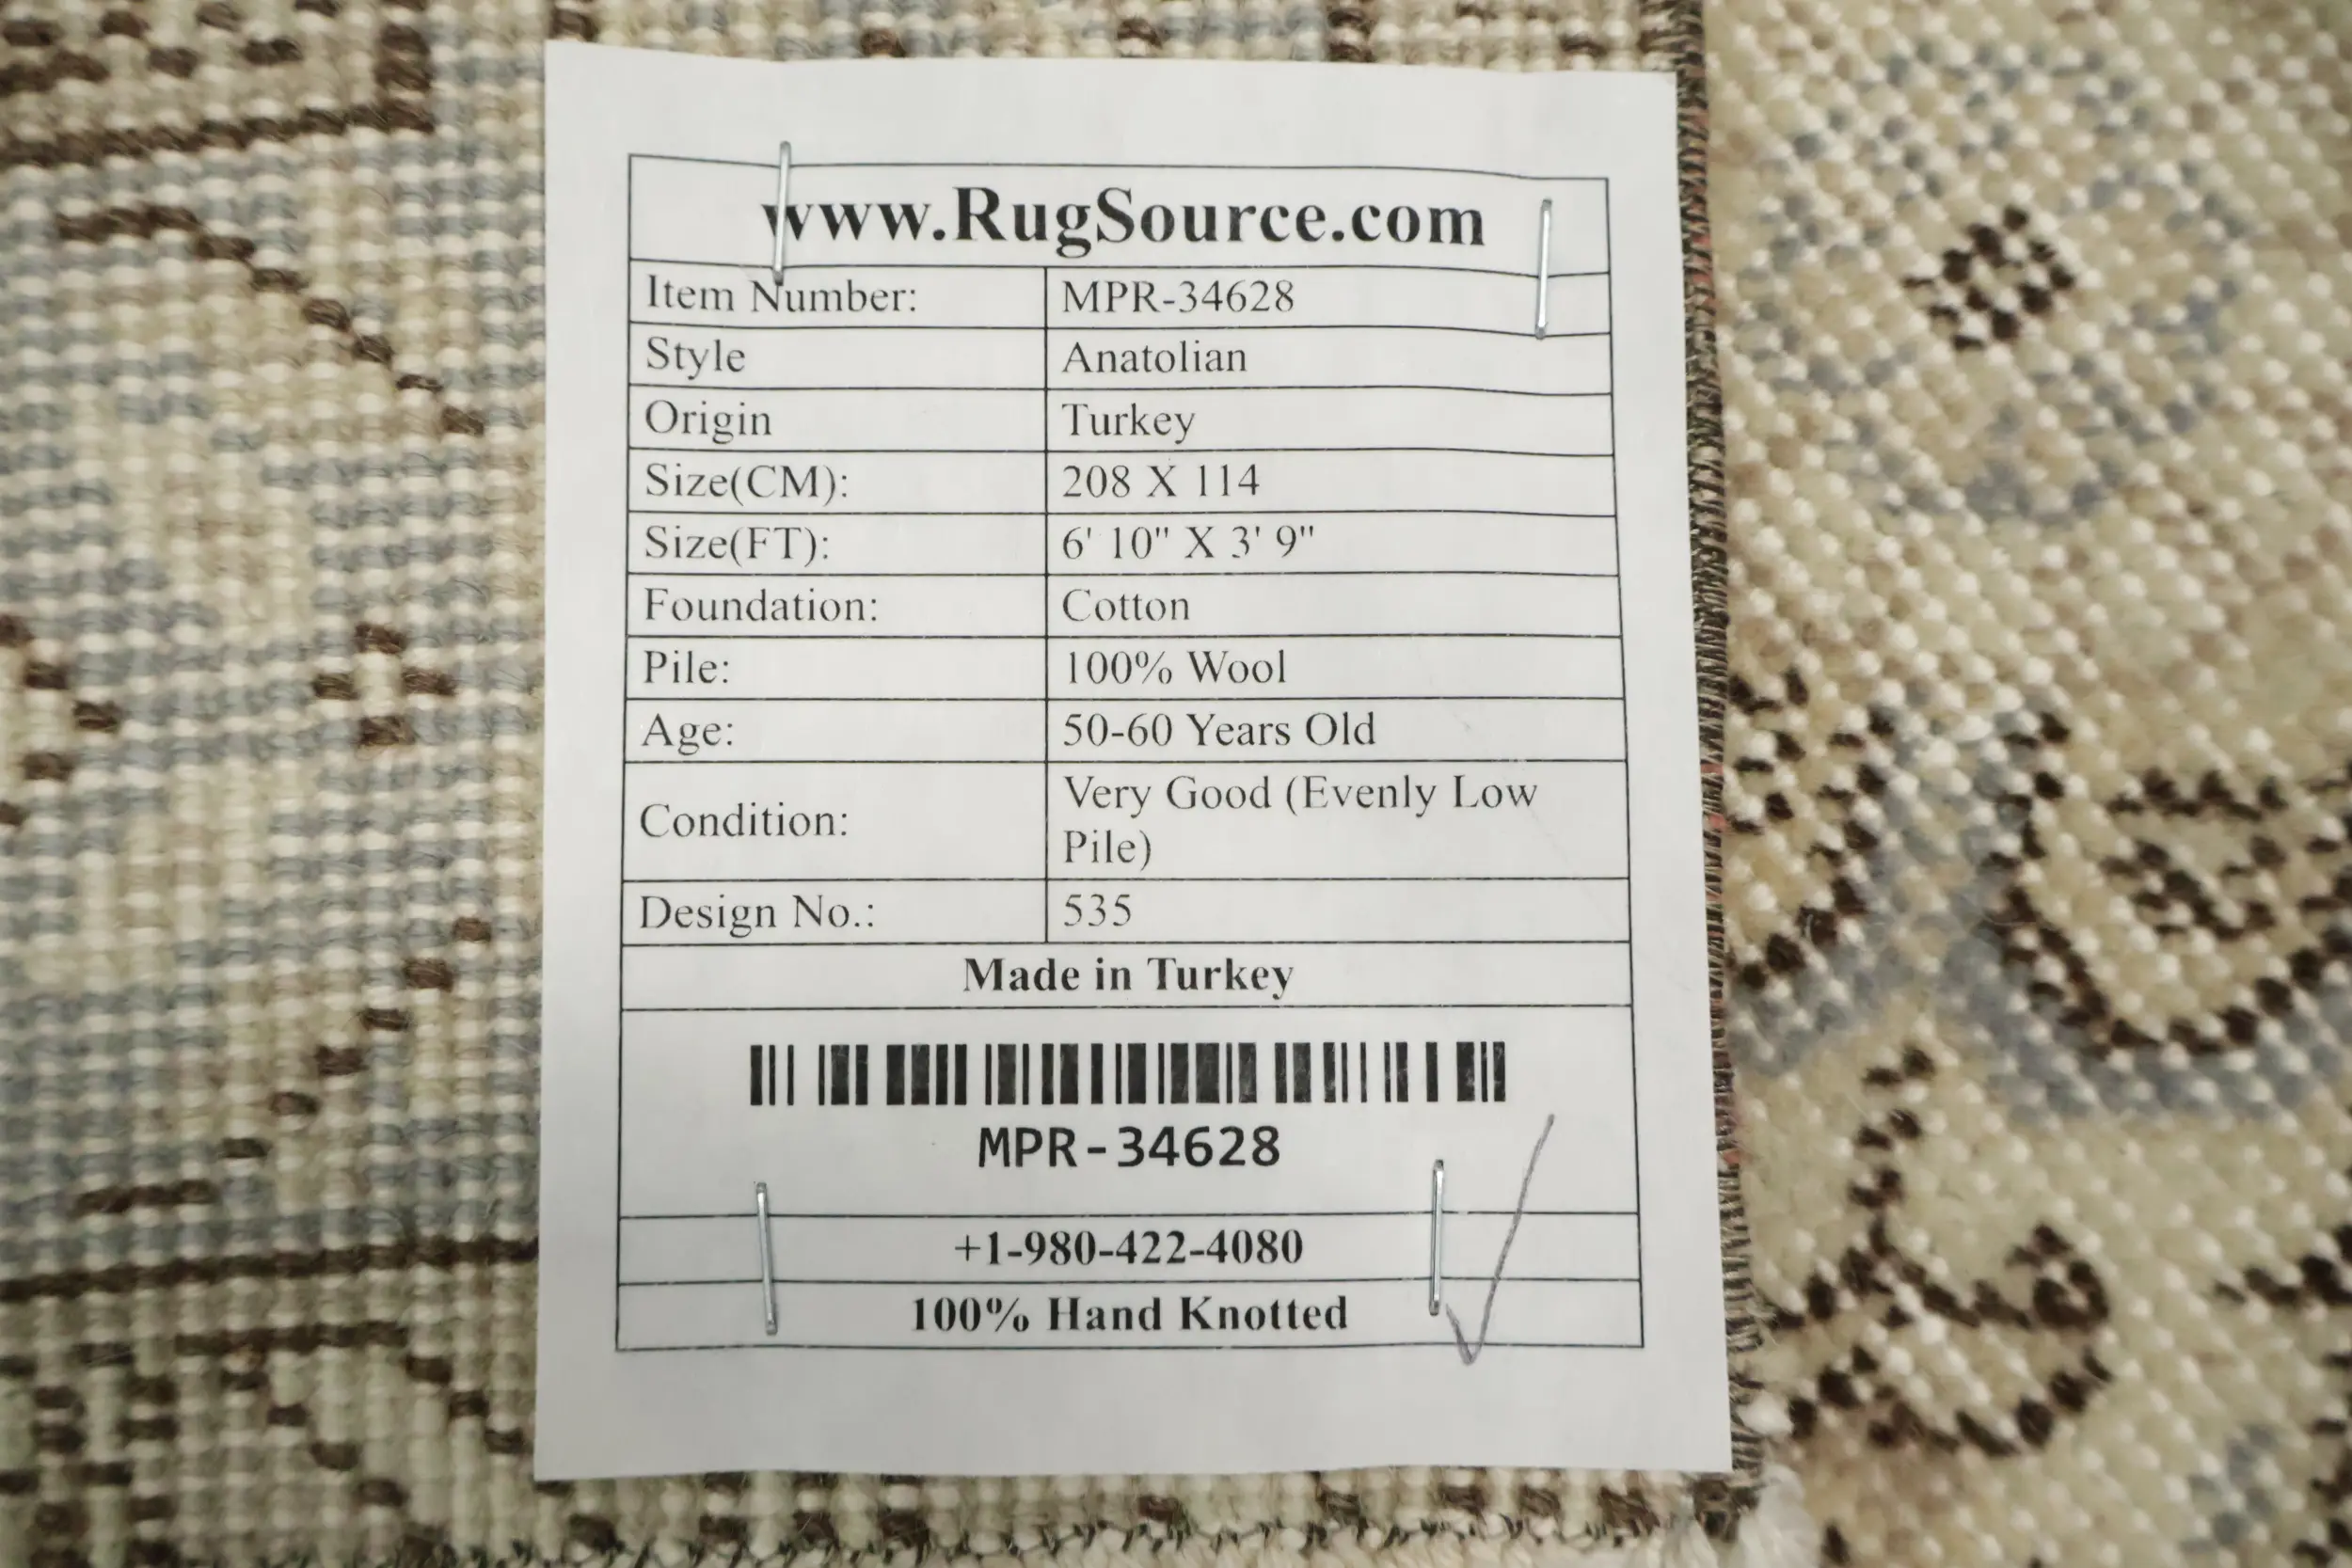 www.RugSource.com
Item Number: MPR-34628
Style Anatolian
Origin Turkey
Size(CM): 208 X 114
Size(FT): 6' 10" X 3' 9"
Foundation: Cotton
Pile: 100% Wool
Age: 50-60 Years Old
Condition: Very Good (Evenly Low
Pile)
Design No.: 535
Made in Turkey
MPR-34628
+1-980-422-4080
100% Hand Knotted